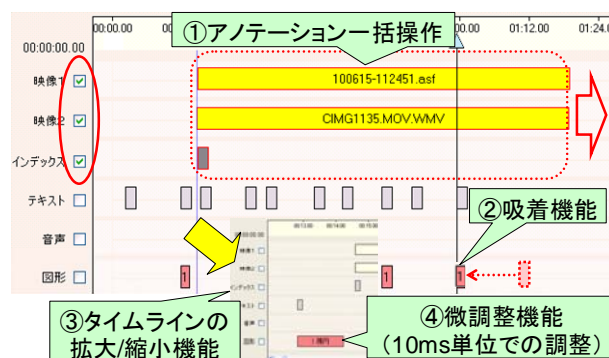 00:00.00
00
①アノテーション一括操作
00.00
01:12.00
01:24.0
00:00:00.00
映像1
100615-112451.asf
映像2
CIMG1135.MOV.WMV
インデックス
テキスト
②吸着機能
音声
図形
1
1
1
③タイムラインの
拡大/縮小機能
④微調整機能
(10ms単位での調整)